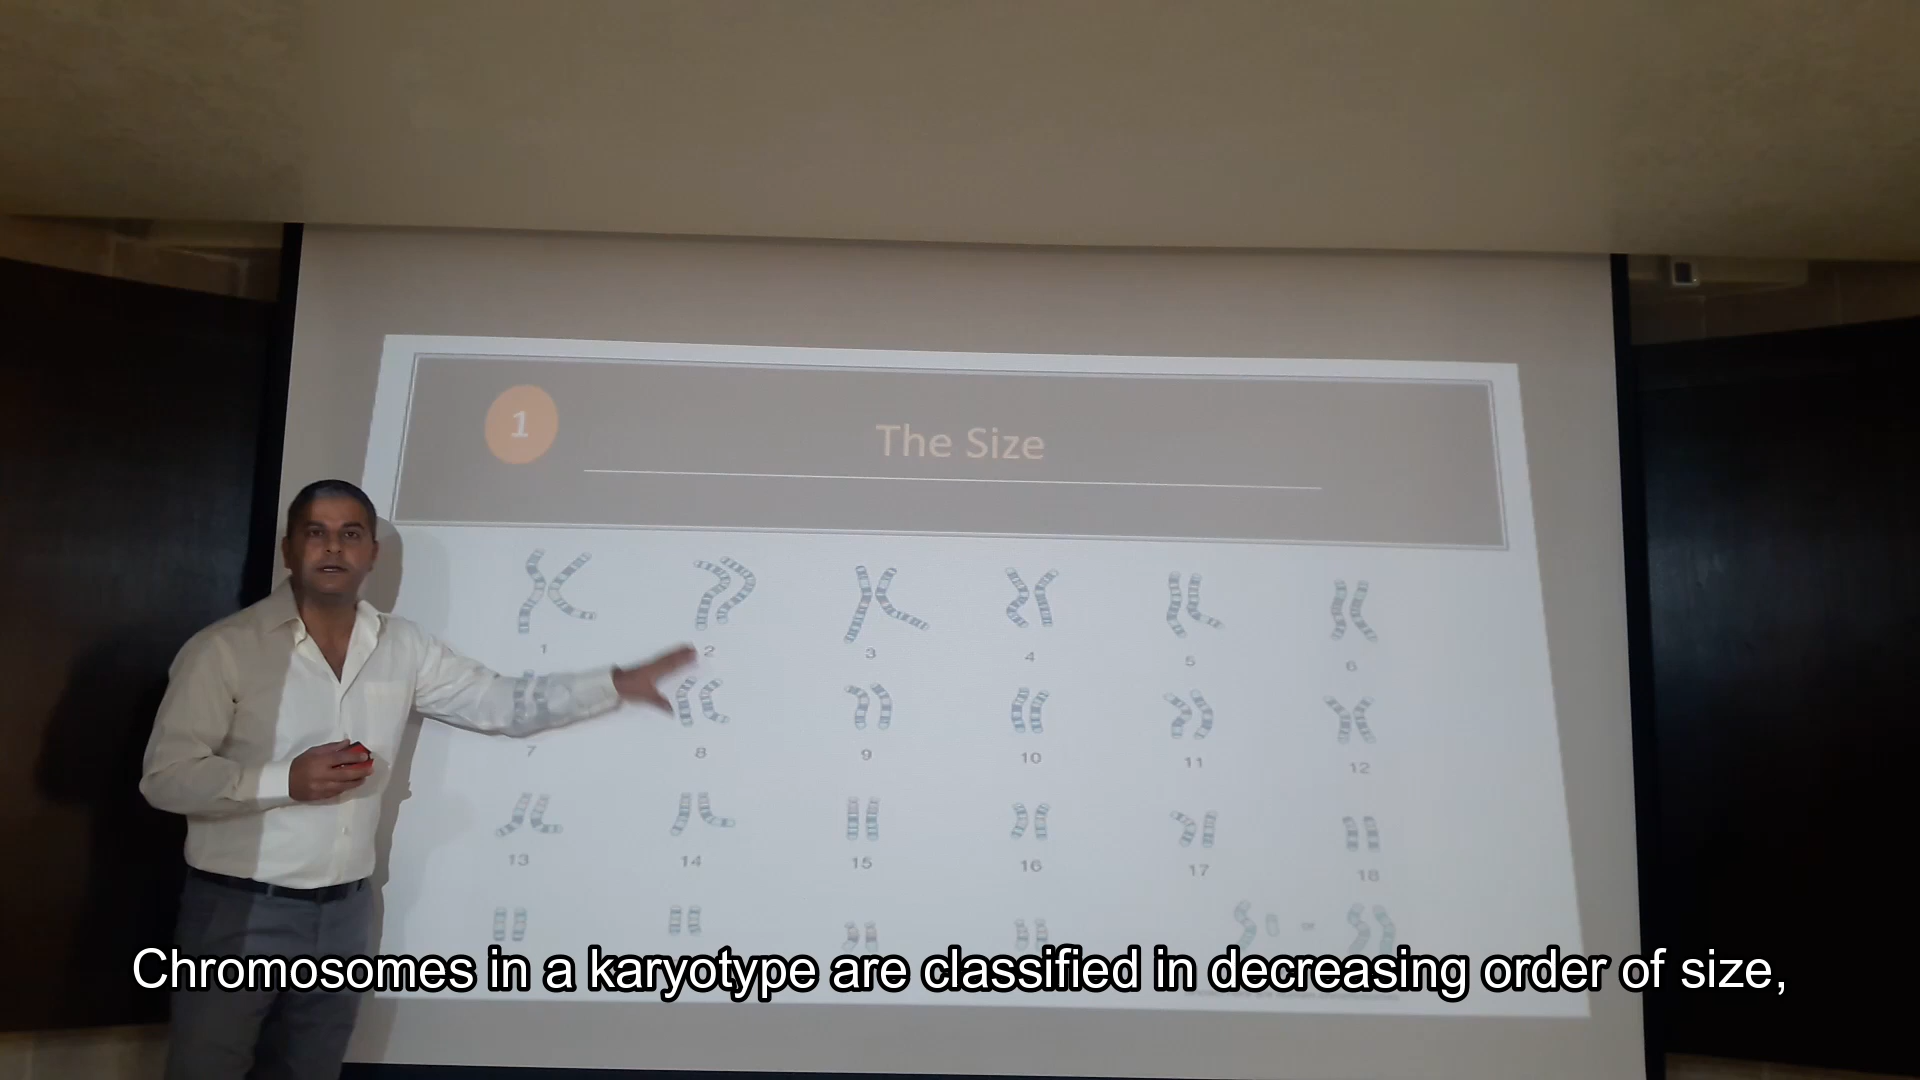 1
The Size
1 2 3 4 5 6
7 8 9 10 11 12
13 14 15 16 17 18
or
Chromosomes in a karyotype are classified in decreasing order of size,